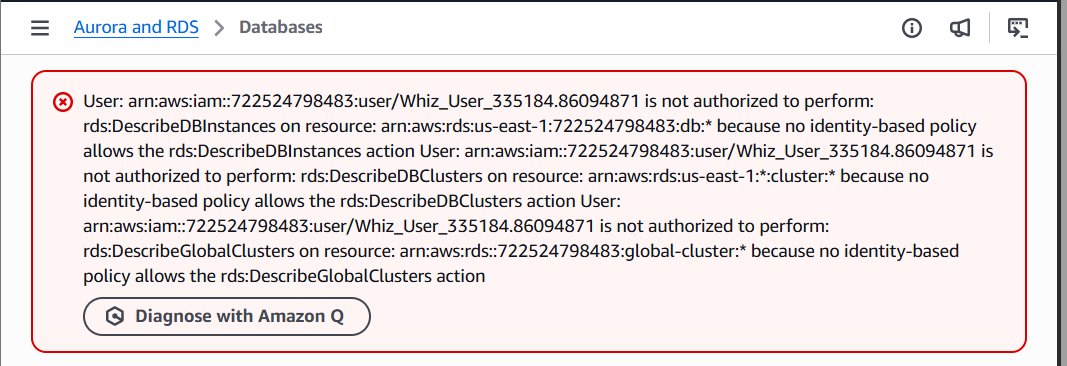 Aurora and RDS > Databases
User: arn:aws:iam::722524798483:user/Whiz_User_335184.86094871 is not authorized to perform:
rds:DescribeDBInstances on resource: arn:aws:rds:us-east-1:722524798483:db:* because no identity-based policy
allows the rds:DescribeDBInstances action User: arn:aws:iam::722524798483:user/Whiz_User_335184.86094871 is
not authorized to perform: rds:DescribeDBClusters on resource: arn:aws:rds:us-east-1:*:cluster:* because no
identity-based policy allows the rds:DescribeDBClusters action User:
arn:aws:iam::722524798483:user/Whiz_User_335184.86094871 is not authorized to perform:
rds:DescribeGlobalClusters on resource: arn:aws:rds::722524798483:global-cluster:* because no identity-based
policy allows the rds:DescribeGlobalClusters action
Diagnose with Amazon Q